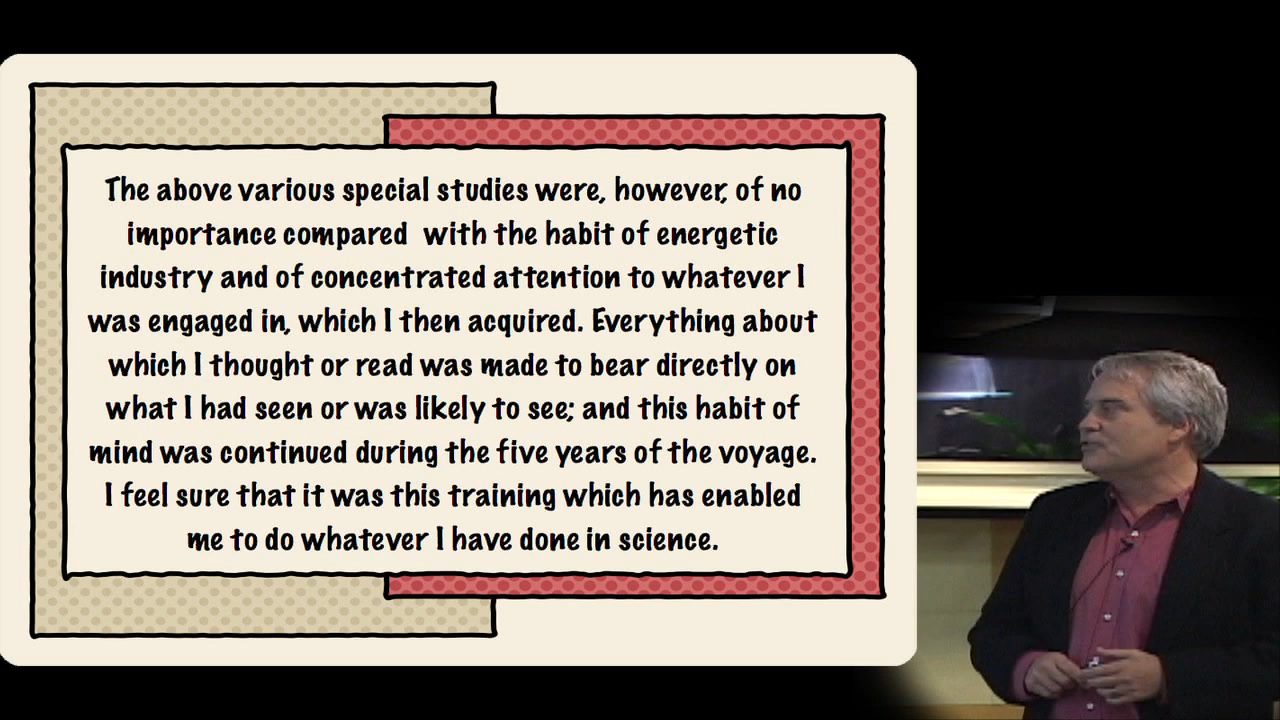 The above various special studies were, however, of no
importance compared  with the habit of energetic
industry and of concentrated attention to whatever I
was engaged in, which I then acquired. Everything about
which I thought or read was made to bear directly on
what I had seen or was likely to see; and this habit of
mind was continued during the five years of the voyage.
I feel sure that it was this training which has enabled
me to do whatever I have done in science.